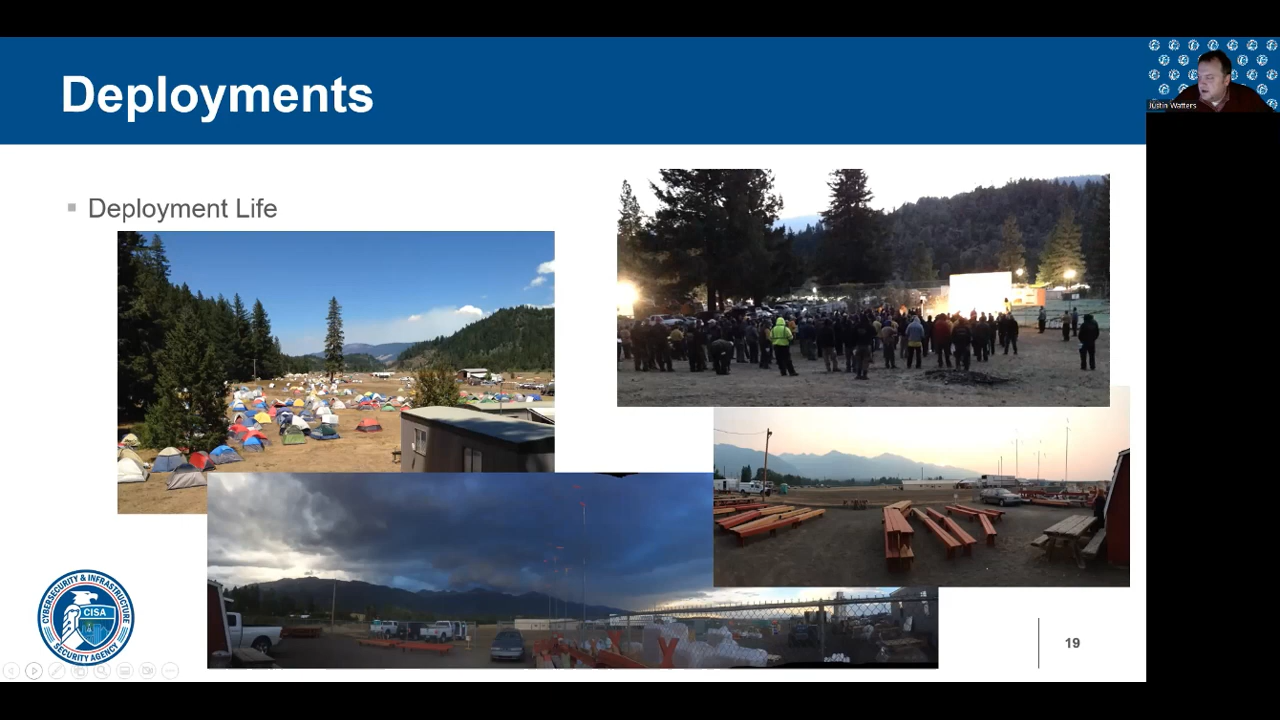 Deployments
Justin Watters
Deployment Life
CYBERSECURITY & INFRASTRUCTURE
CISA
SECURITY AGENCY
19